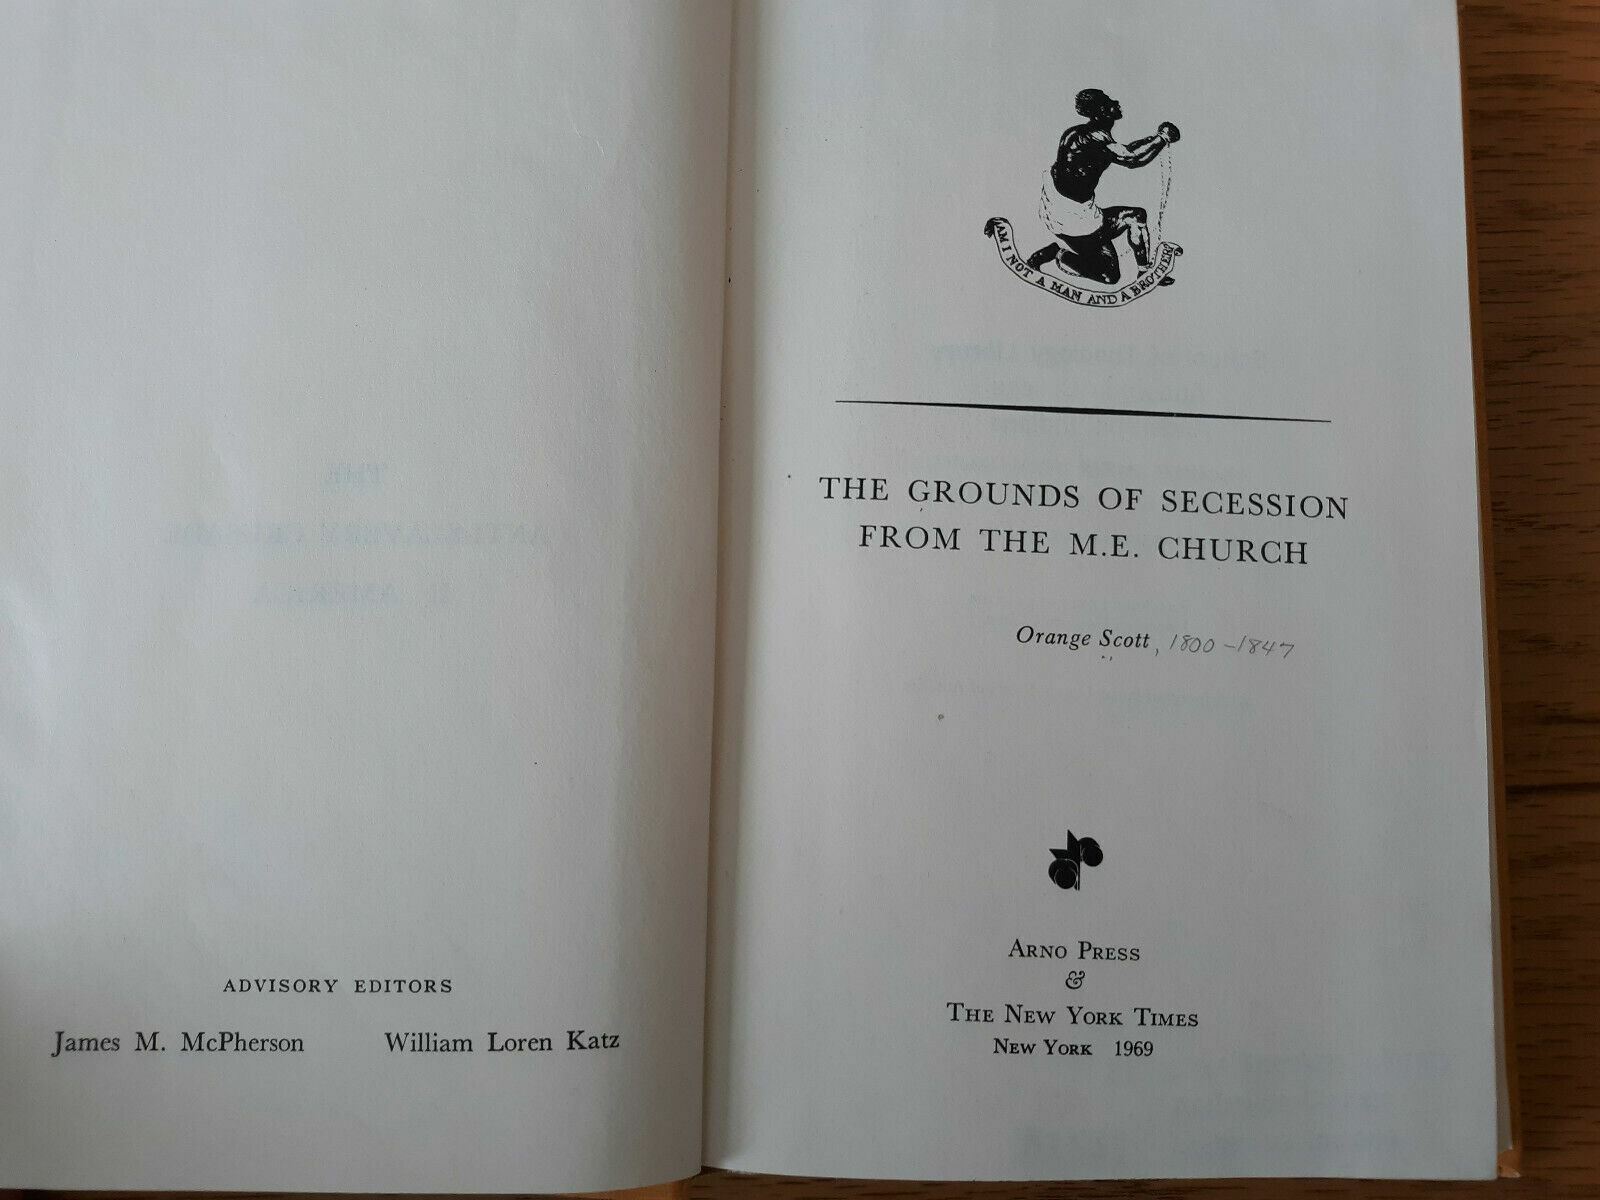 ADVISORY EDITORS
James M. McPherson William Loren Katz
AM I NOT A MAN AND A BROTHER?
THE GROUNDS OF SECESSION
FROM THE M.E. CHURCH
Orange Scott, 1800-1847
ARNO PRESS
&
THE NEW YORK TIMES
NEW YORK 1969